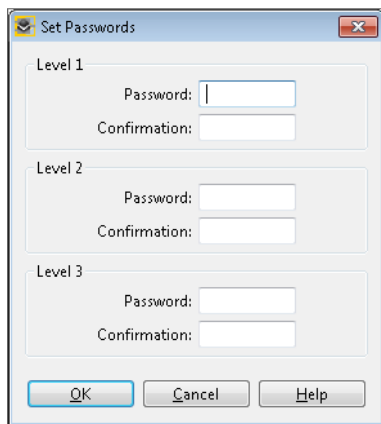 Set Passwords
Level 1
Password:
Confirmation:
Level 2
Password:
Confirmation:
Level 3
Password:
Confirmation:
OK Cancel Help